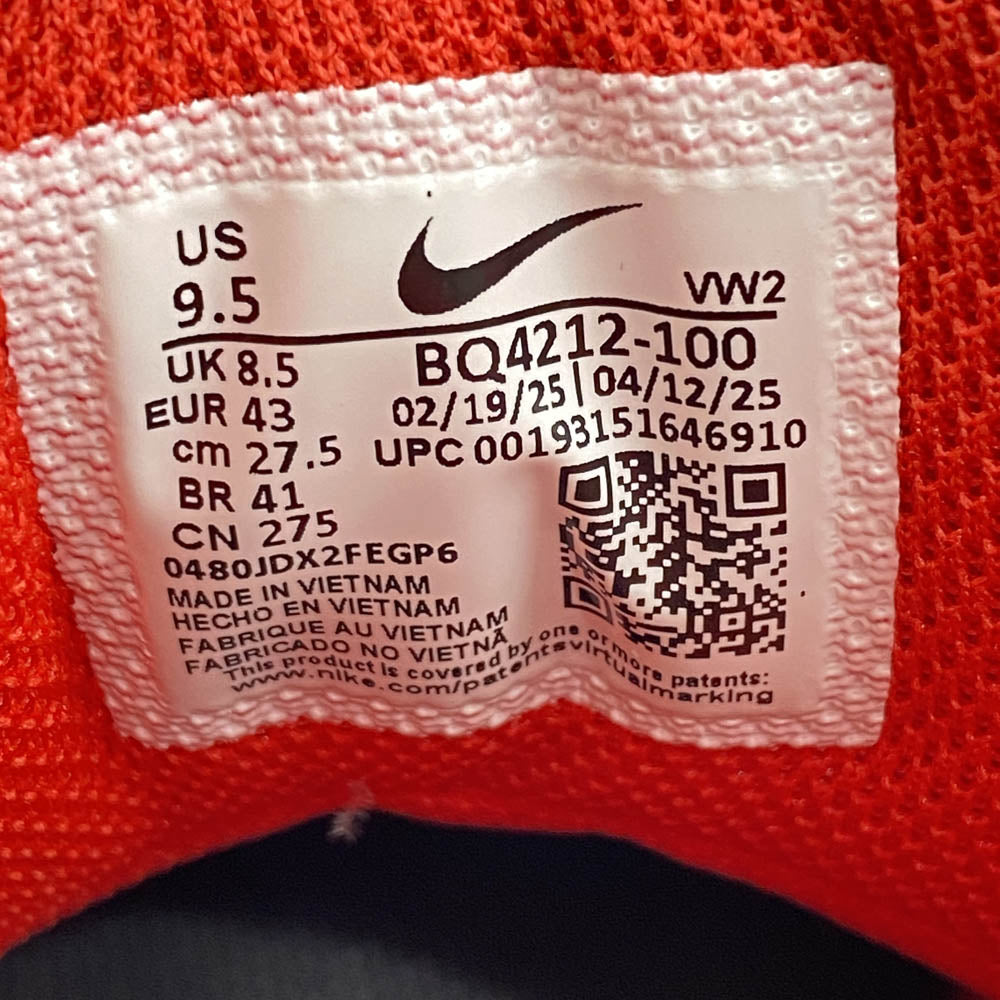 US
9.5
VW2
UK 8.5
EUR 43
cm 27.5
BR 41
CN 275
BQ4212-100
02/19/25 | 04/12/25
UPC 00193151646910
0480JDX2FEGP6
MADE IN VIETNAM
HECHO EN VIETNAM
FABRIQUE AU VIETNAM
FABRICADO NO VIETNÃ
This product is covered by one or more patents:
www.nike.com/patentsvirtualmarking